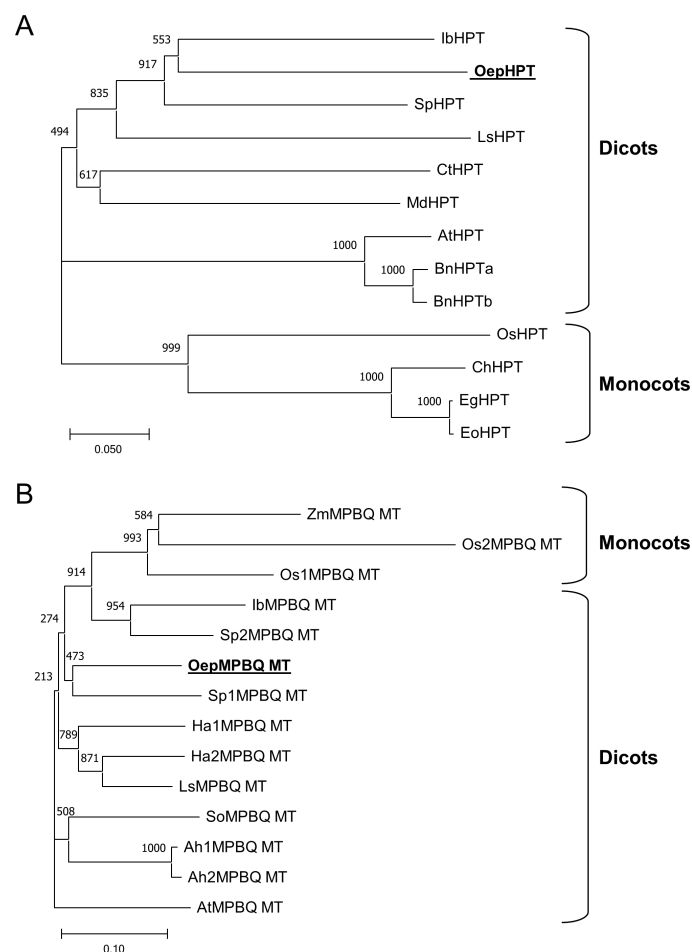 A
553
IbHPT
OepHPT
917
SpHPT
835
LsHPT
494
CtHPT
617
MdHPT
Dicots
AtHPT
1000
BnHPTa
1000
BnHPTb
OsHPT
999
ChHPT
1000
EgHPT
1000
EoHPT
Monocots
0.050
B
ZmMPBQ MT
584
Os2MPBQ MT
993
Os1MPBQ MT
Monocots
914
IbMPBQ MT
954
Sp2MPBQ MT
274
OepMPBQ MT
473
Sp1MPBQ MT
213
Ha1MPBQ MT
789
Ha2MPBQ MT
871
LsMPBQ MT
Dicots
SoMPBQ MT
508
Ah1MPBQ MT
1000
Ah2MPBQ MT
AtMPBQ MT
0.10